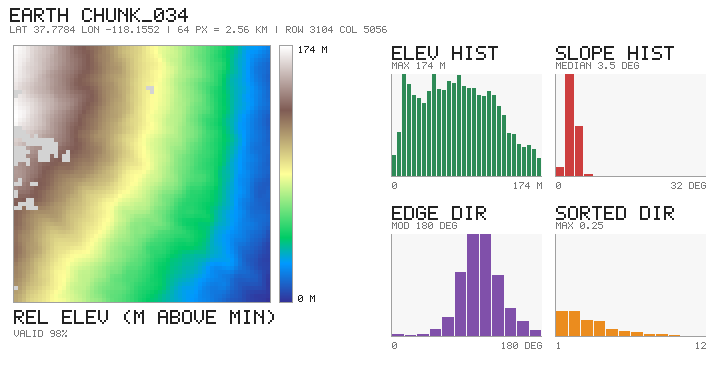 EARTH CHUNK_034
LAT 37.7784 LON -118.1552 | 64 PX = 2.56 KM | ROW 3104 COL 5056
174 M
0 M
REL ELEV (M ABOVE MIN)
VALID 98%
ELEV HIST
MAX 174 M
0 174 M
SLOPE HIST
MEDIAN 3.5 DEG
0 32 DEG
EDGE DIR
MOD 180 DEG
0 180 DEG
SORTED DIR
MAX 0.25
1 12